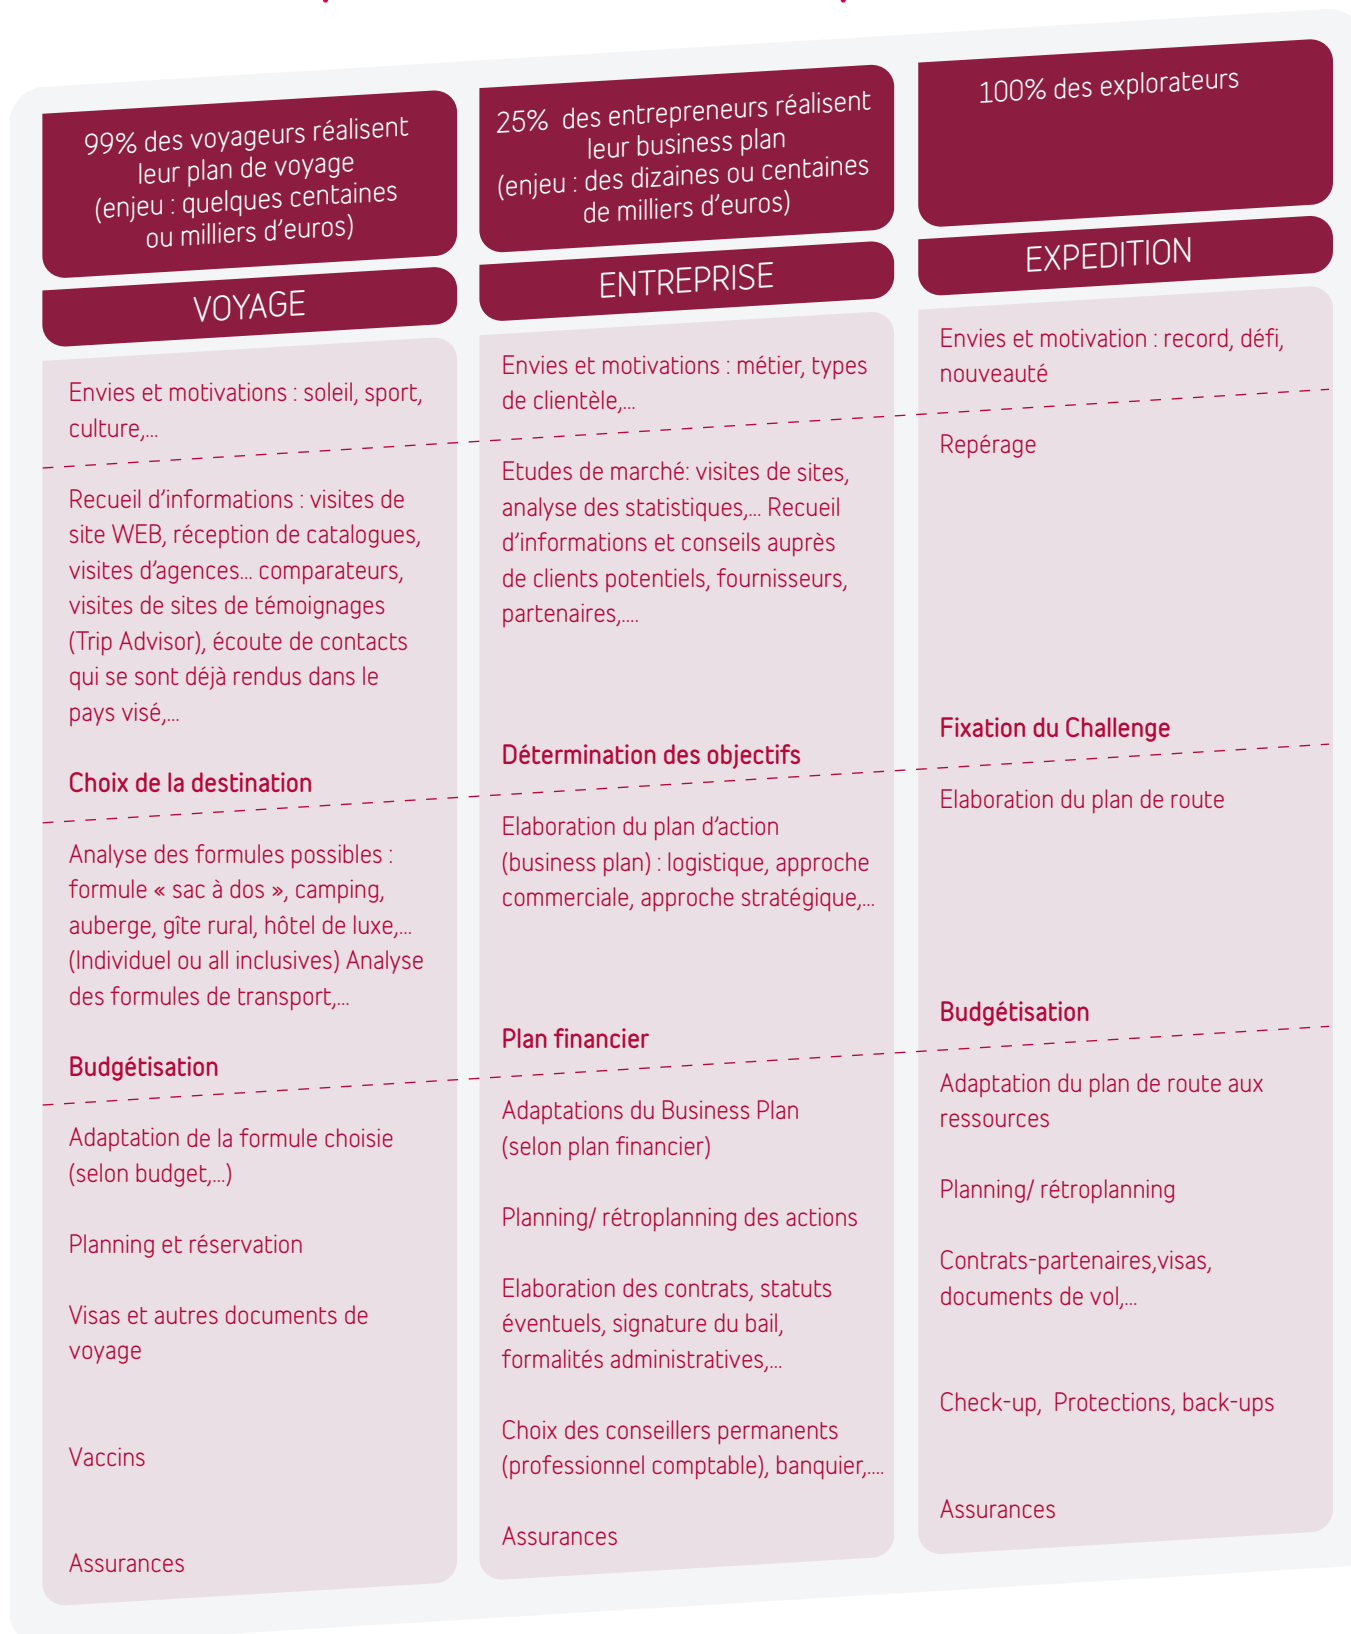 99% des voyageurs réalisent
leur plan de voyage
(enjeu : quelques centaines
ou milliers d’euros)
VOYAGE
Envies et motivations : soleil, sport,
culture,...
Recueil d’informations : visites de
site WEB, réception de catalogues,
visites d’agences... comparateurs,
visites de sites de témoignages
(Trip Advisor), écoute de contacts
qui se sont déjà rendus dans le
pays visé,...
Choix de la destination
Analyse des formules possibles :
formule « sac à dos », camping,
auberge, gîte rural, hôtel de luxe,...
(Individuel ou all inclusives) Analyse
des formules de transport,...
Budgétisation
Adaptation de la formule choisie
(selon budget,...)
Planning et réservation
Visas et autres documents de
voyage
Vaccins
Assurances
25% des entrepreneurs réalisent
leur business plan
(enjeu : des dizaines ou centaines
de milliers d’euros)
ENTREPRISE
Envies et motivations : métier, types
de clientèle,...
Etudes de marché: visites de sites,
analyse des statistiques,... Recueil
d’informations et conseils auprès
de clients potentiels, fournisseurs,
partenaires,....
Détermination des objectifs
Elaboration du plan d’action
(business plan) : logistique, approche
commerciale, approche stratégique,...
Plan financier
Adaptations du Business Plan
(selon plan financier)
Planning/ rétroplanning des actions
Elaboration des contrats, statuts
éventuels, signature du bail,
formalités administratives,...
Choix des conseillers permanents
(professionnel comptable), banquier,....
Assurances
100% des explorateurs
EXPEDITION
Envies et motivation : record, défi,
nouveauté
Repérage
Fixation du Challenge
Elaboration du plan de route
Budgétisation
Adaptation du plan de route aux
ressources
Planning/ rétroplanning
Contrats-partenaires,visas,
documents de vol,...
Check-up, Protections, back-ups
Assurances